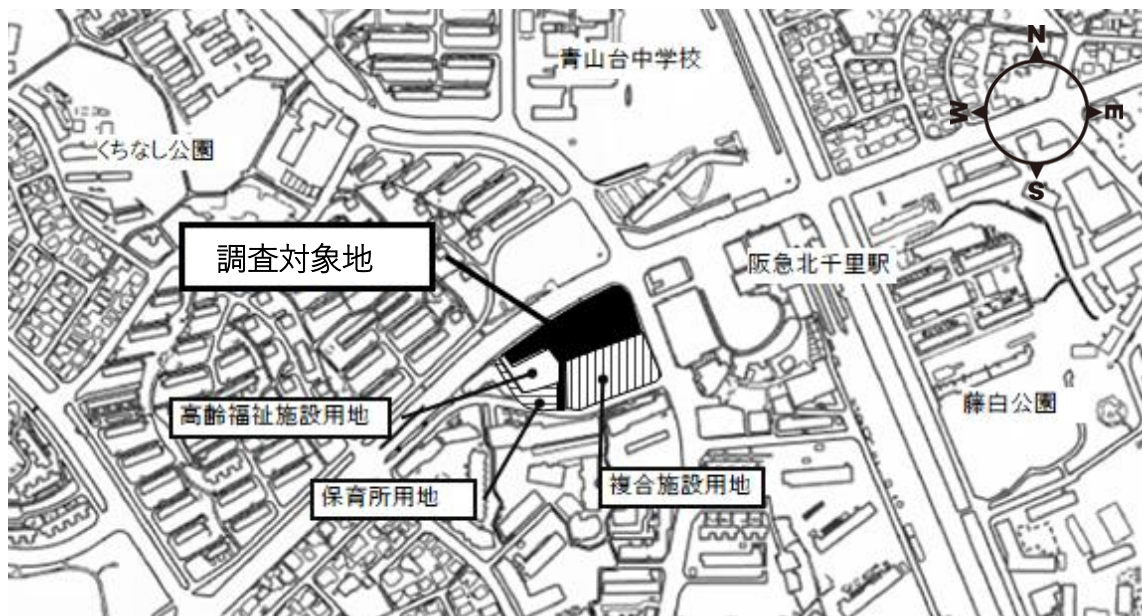 青山台中学校
N
W
E
S
くちなし公園
調査対象地
阪急北千里駅
高齢福祉施設用地
藤白公園
保育所用地
複合施設用地